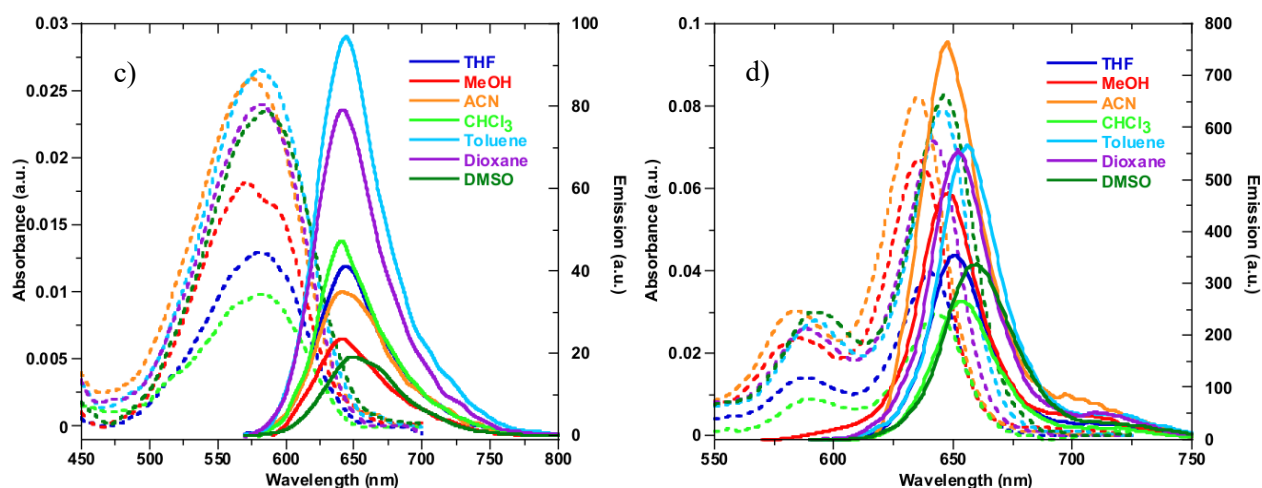 c)
0.03
0.025
0.02
0.015
0.01
0.005
0
Absorbance (a.u.)
100
80
60
40
20
0
Emission (a.u.)
THF
MeOH
ACN
CHCl3
Toluene
Dioxane
DMSO
450 500 550 600 650 700 750 800
Wavelength (nm)
d)
0.1
0.08
0.06
0.04
0.02
0
Absorbance (a.u.)
800
700
600
500
400
300
200
100
0
Emission (a.u.)
THF
MeOH
ACN
CHCl3
Toluene
Dioxane
DMSO
550 600 650 700 750
Wavelength (nm)